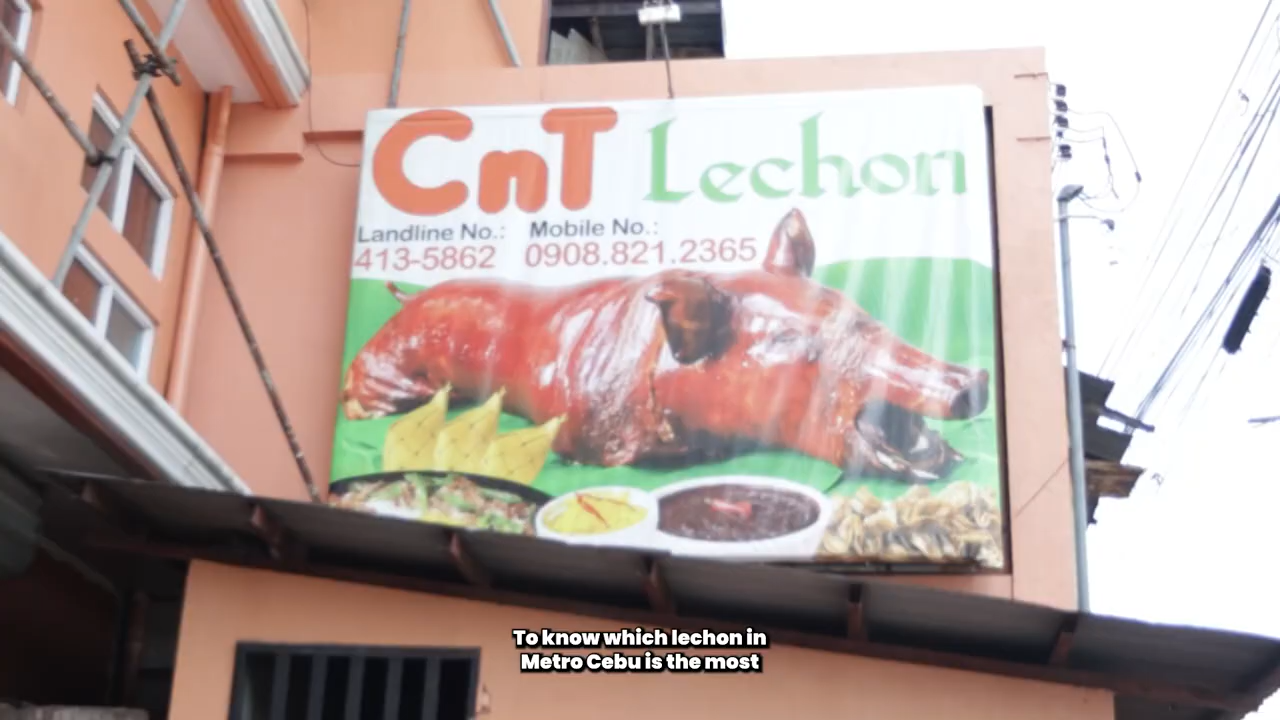 CnT Lechon
Landline No.: Mobile No.:
413-5862 0908.821.2365
To know which lechon in
Metro Cebu is the most